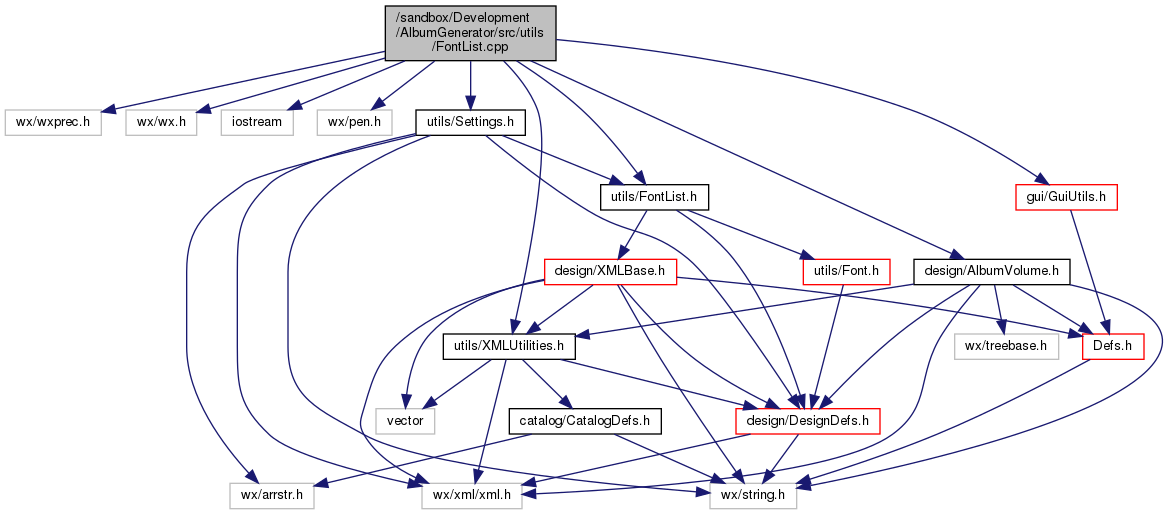 /sandbox/Development
/AlbumGenerator/src/utils
/FontList.cpp
wx/wxprec.h
wx/wx.h
iostream
wx/pen.h
utils/Settings.h
utils/FontList.h
gui/GuiUtils.h
design/XMLBase.h
utils/Font.h
design/AlbumVolume.h
utils/XMLUtilities.h
wx/treebase.h
Defs.h
vector
catalog/CatalogDefs.h
design/DesignDefs.h
wx/arrstr.h
wx/xml/xml.h
wx/string.h